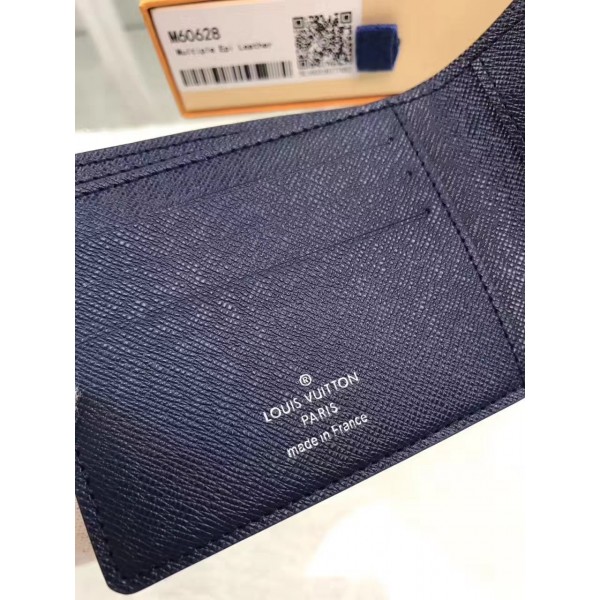 M60628
Multiple Epi Leather
®
LOUIS VUITTON
PARIS
made in France